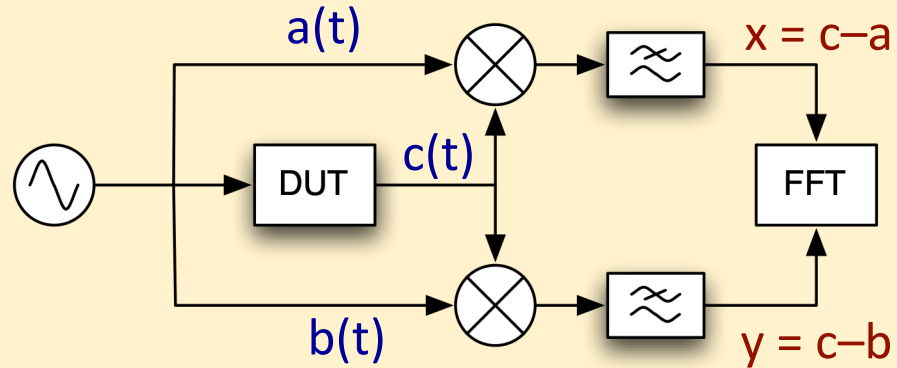 a(t)
x = c–a
c(t)
DUT
FFT
b(t)
y = c–b